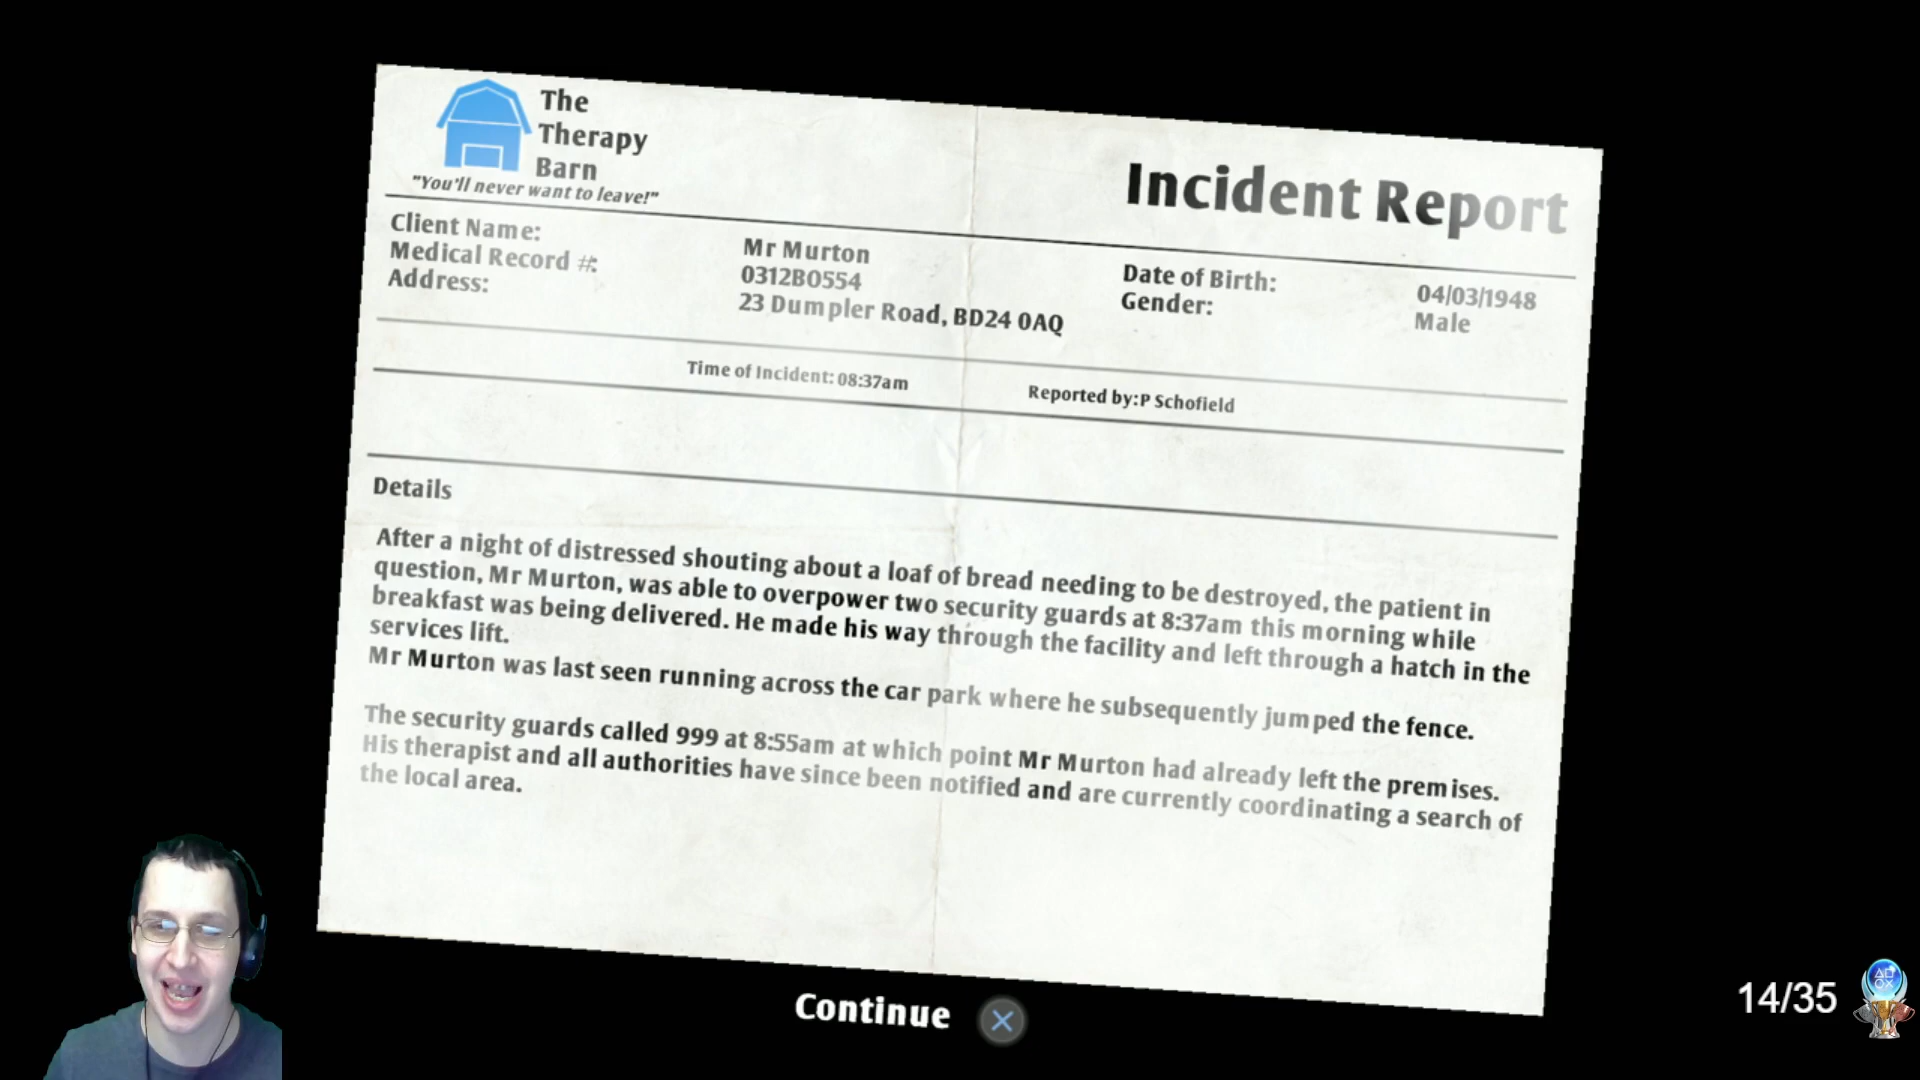 The
Therapy
Barn
"You'll never want to leave!"
Incident Report
Client Name:
Mr Murton
Medical Record #:
0312B0554
Address:
23 Dumpler Road, BD24 0AQ
Date of Birth:
04/03/1948
Gender:
Male
Time of Incident: 08:37am
Reported by:P Schofield
Details
After a night of distressed shouting about a loaf of bread needing to be destroyed, the patient in
question, Mr Murton, was able to overpower two security guards at 8:37am this morning while
breakfast was being delivered. He made his way through the facility and left through a hatch in the
services lift.
Mr Murton was last seen running across the car park where he subsequently jumped the fence.
The security guards called 999 at 8:55am at which point Mr Murton had already left the premises.
His therapist and all authorities have since been notified and are currently coordinating a search of
the local area.
Continue
14/35